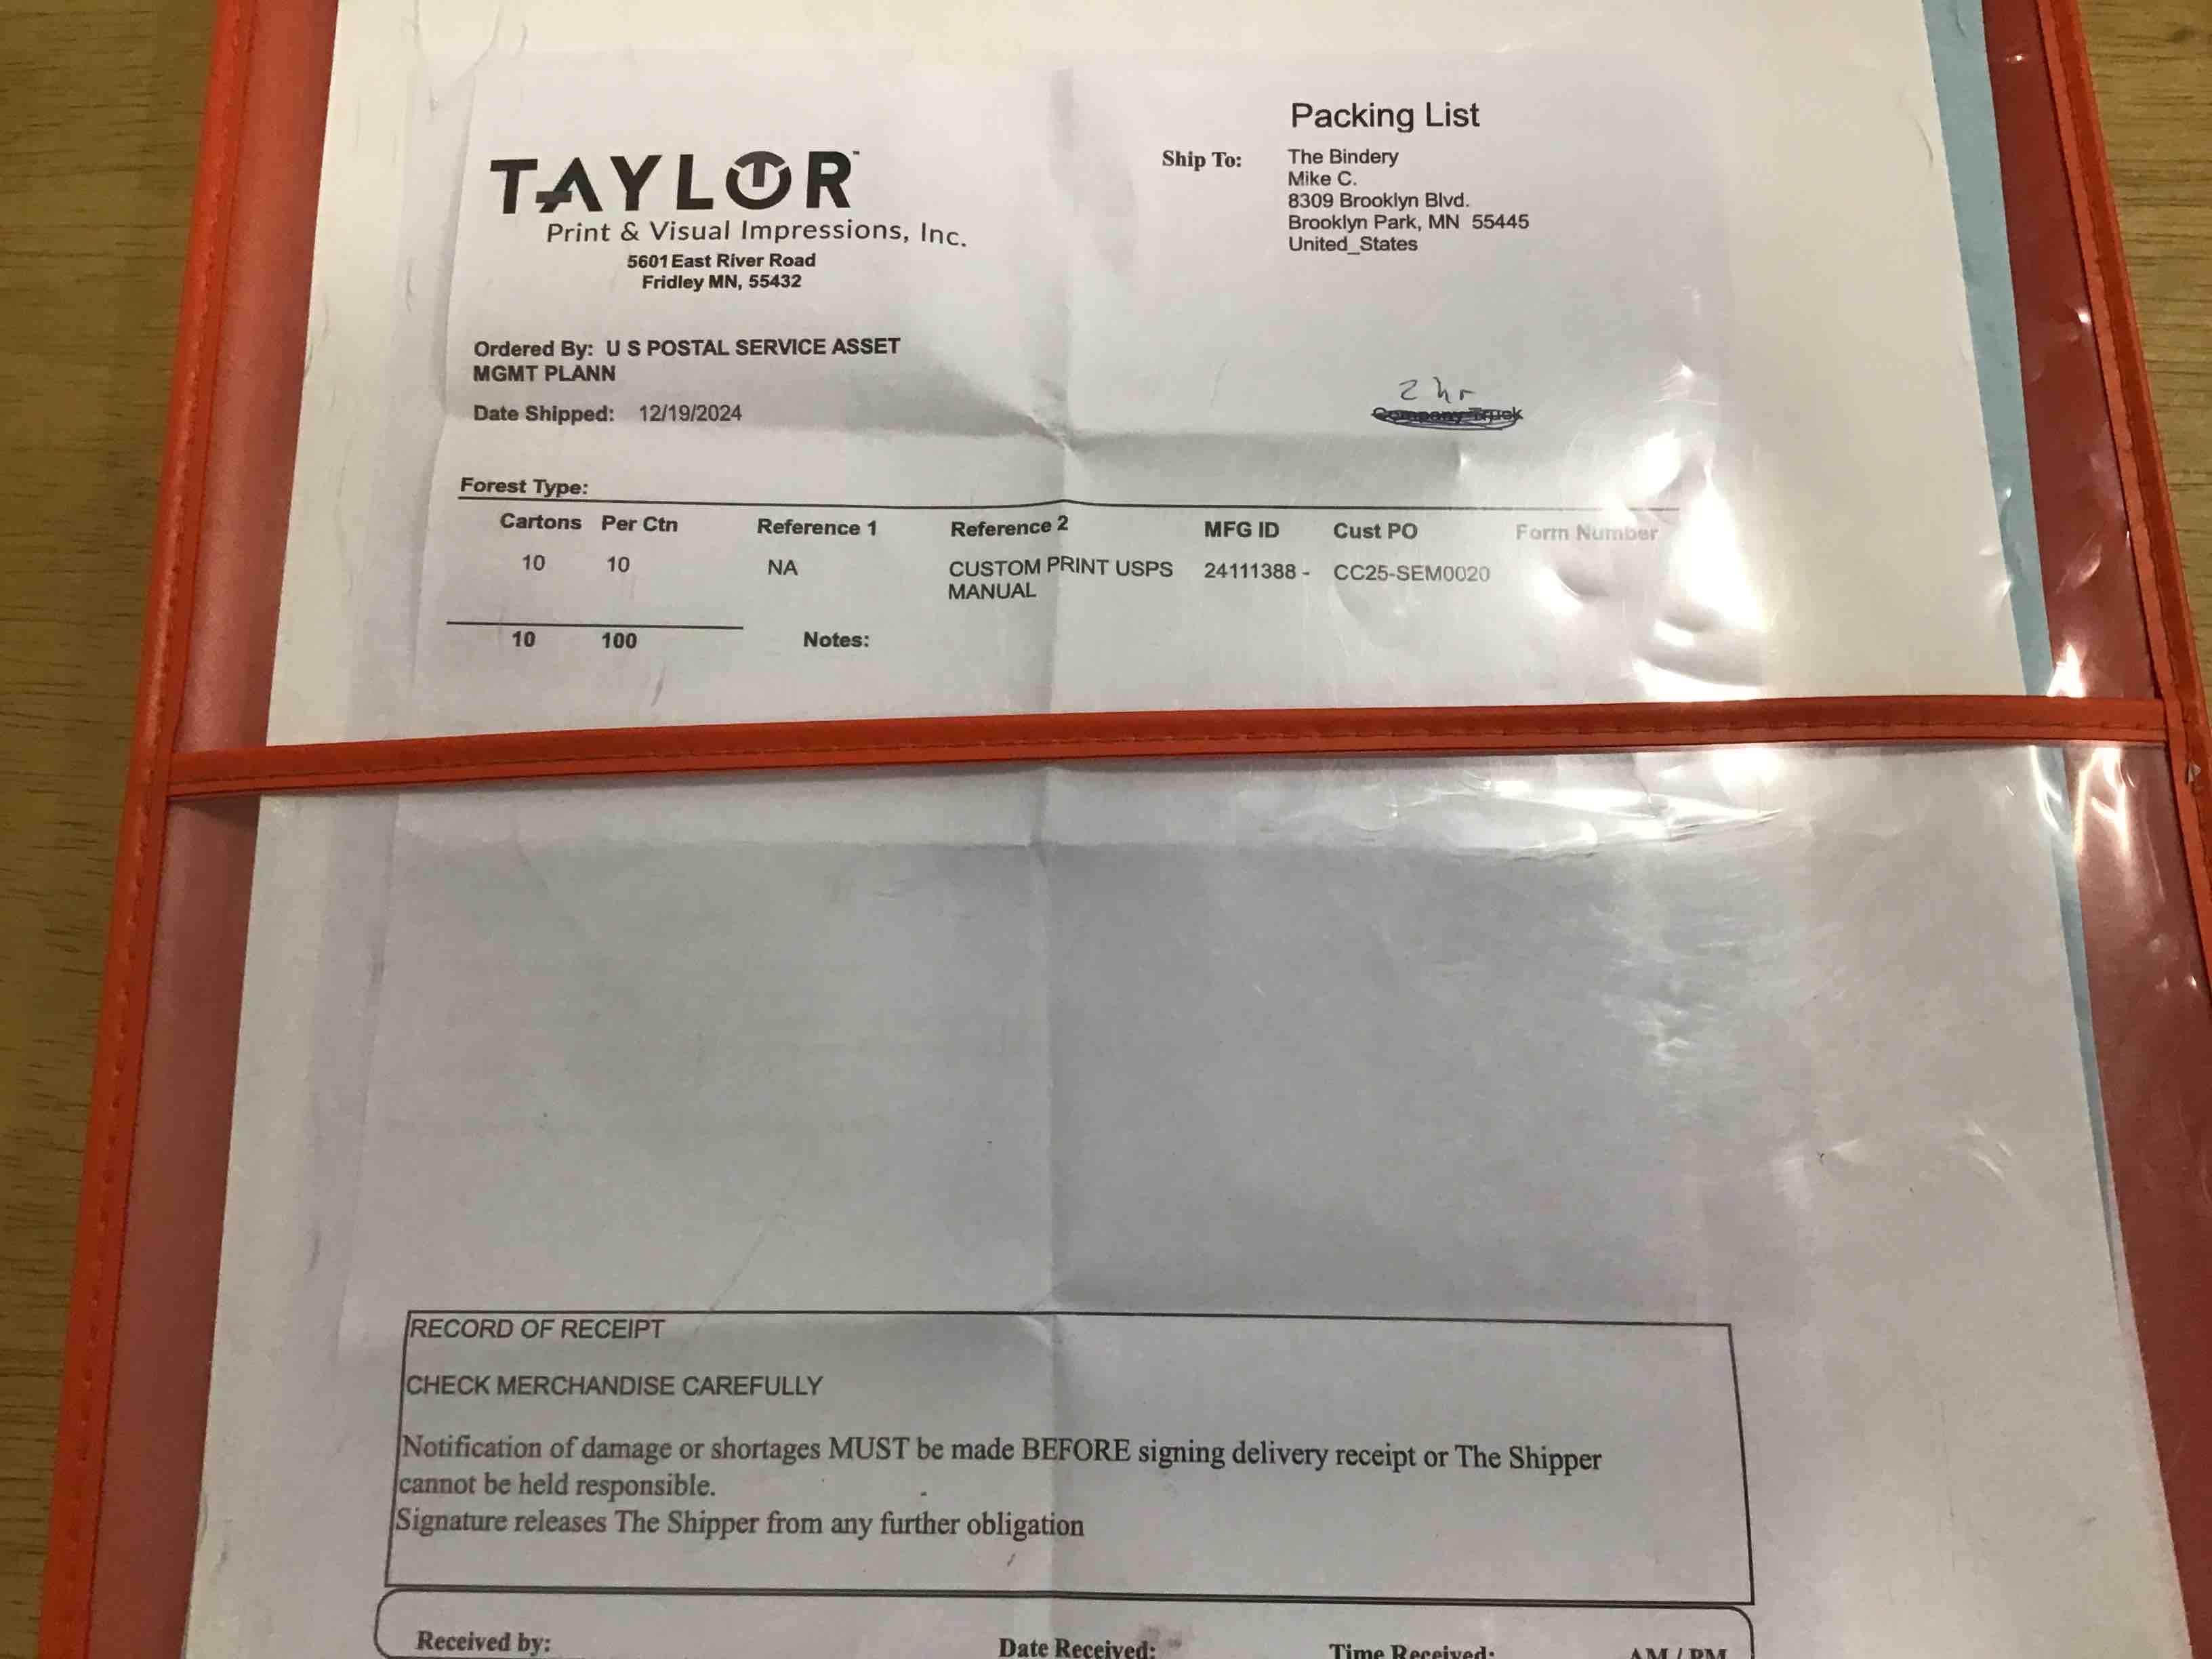 Packing List
TAYLOR™
Print & Visual Impressions, Inc.
5601 East River Road
Fridley MN, 55432
Ship To:
The Bindery
Mike C.
8309 Brooklyn Blvd.
Brooklyn Park, MN 55445
United_States
Ordered By: U S POSTAL SERVICE ASSET
MGMT PLANN
Date Shipped: 12/19/2024
2 hr
Company Truck
Forest Type:
Cartons Per Ctn Reference 1 Reference 2 MFG ID Cust PO Form Number
10 10 NA CUSTOM PRINT USPS 24111388 - CC25-SEM0020
MANUAL
10 100 Notes:
RECORD OF RECEIPT
CHECK MERCHANDISE CAREFULLY
Notification of damage or shortages MUST be made BEFORE signing delivery receipt or The Shipper
cannot be held responsible.
Signature releases The Shipper from any further obligation
Received by: Date Received: Time Received: AM / PM